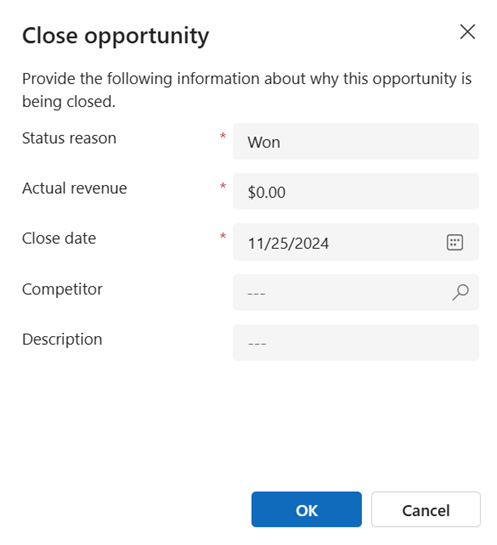 Close opportunity
Provide the following information about why this opportunity is
being closed.
Status reason * Won
Actual revenue * $0.00
Close date * 11/25/2024
Competitor ---
Description ---
OK Cancel